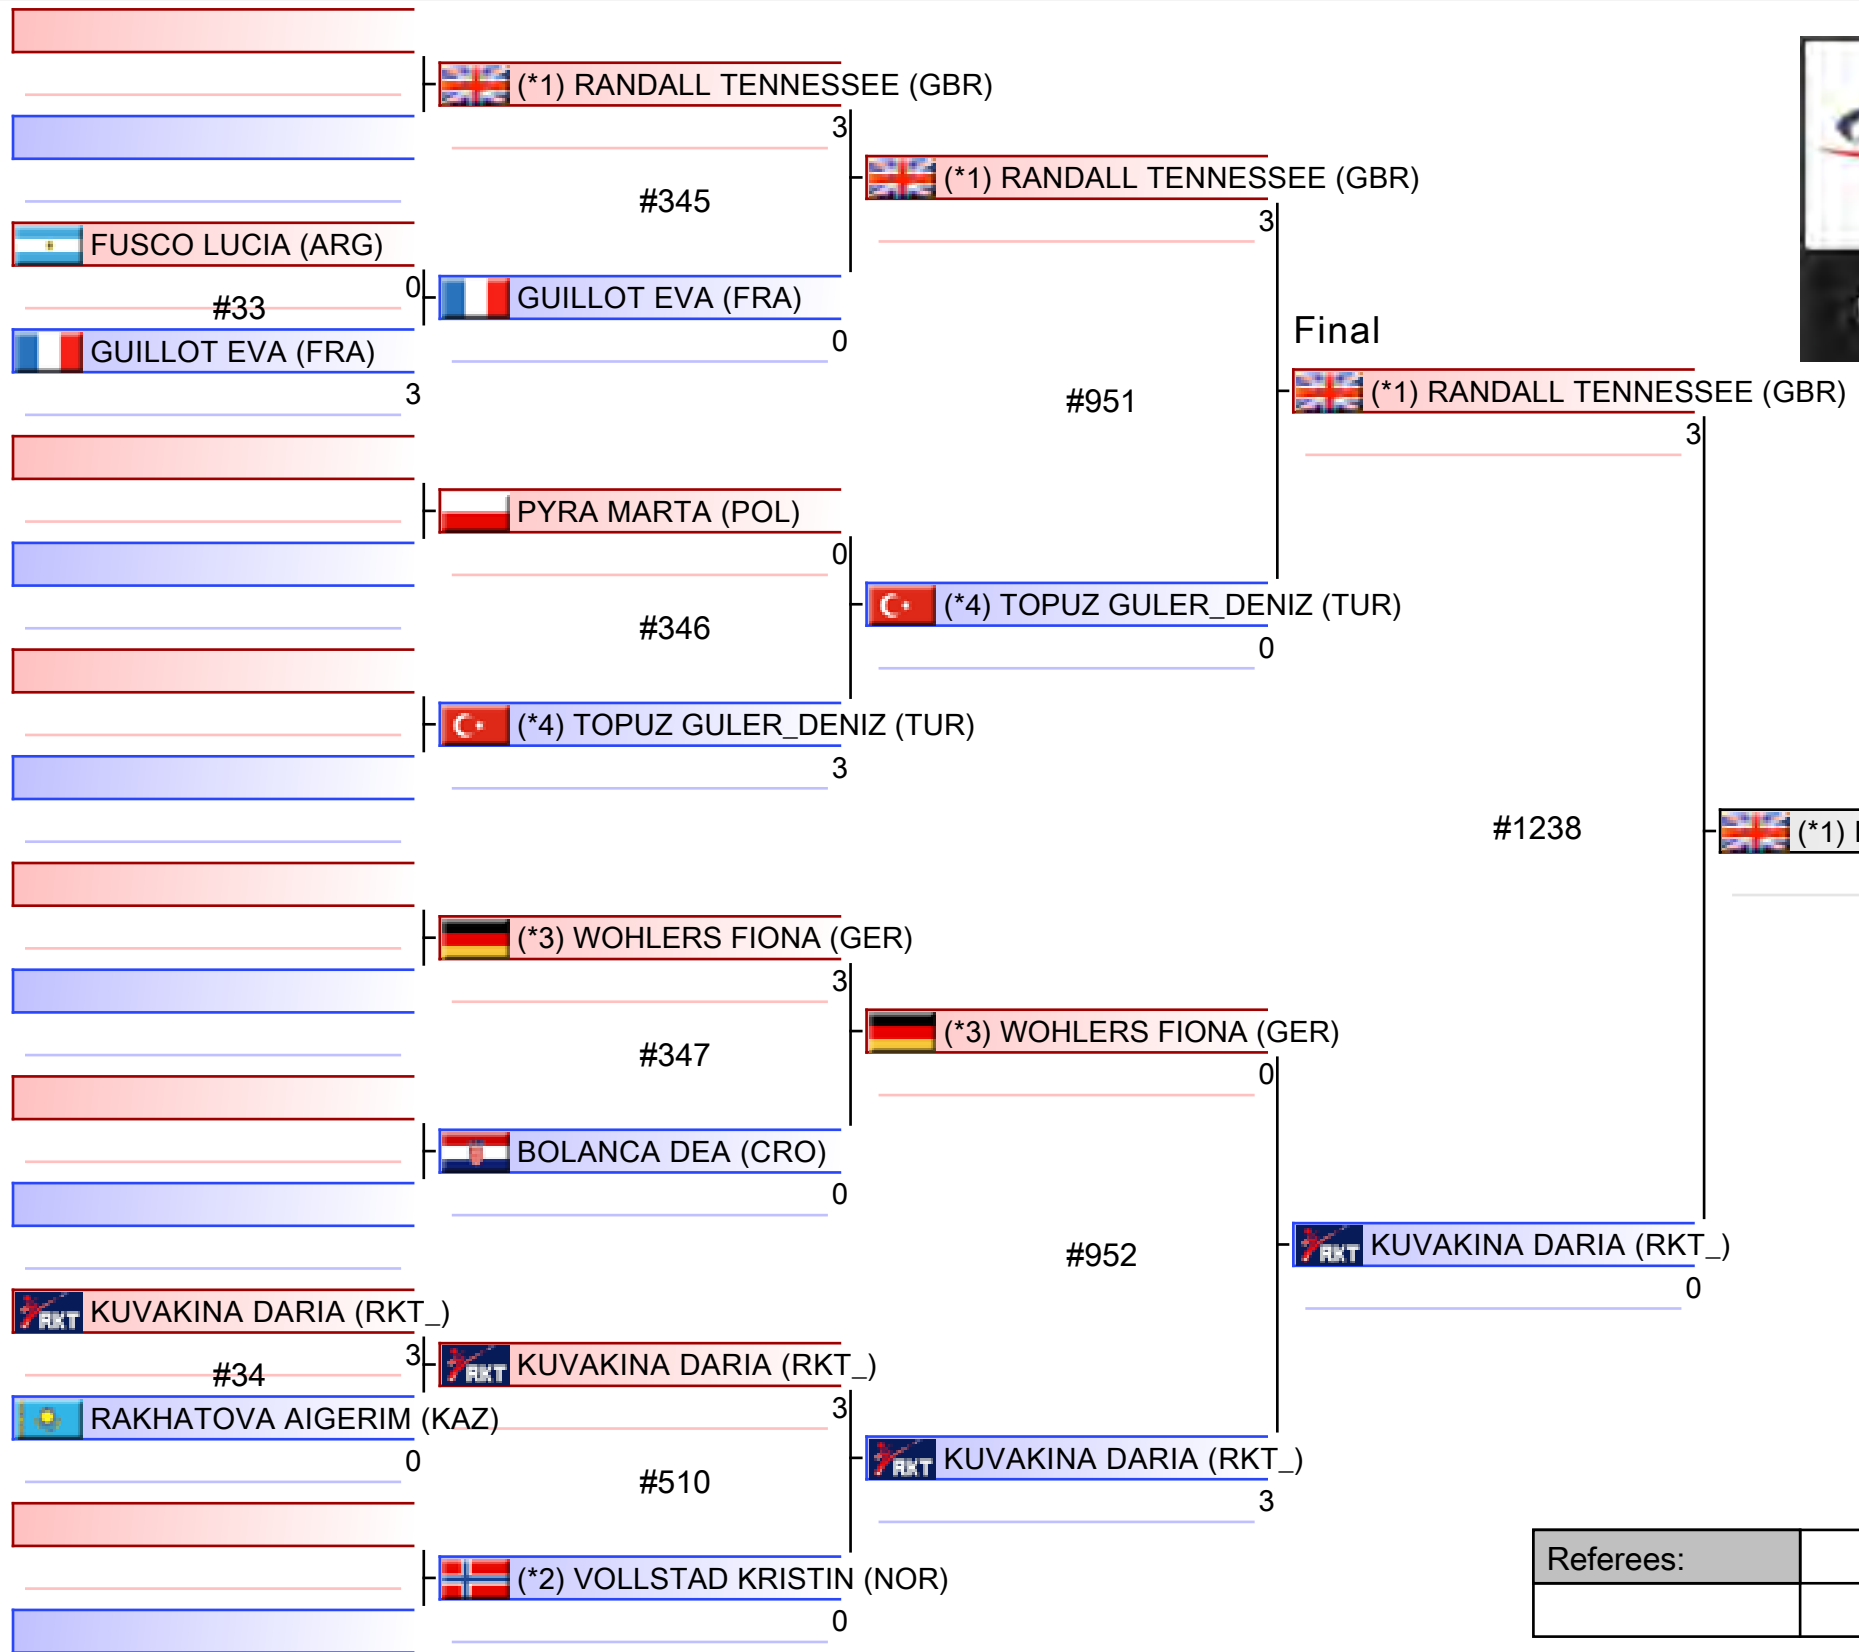 (*1) RANDALL TENNESSEE (GBR)
3
(*1) RANDALL TENNESSEE (GBR)
#345
3
FUSCO LUCIA (ARG)
0
#33
GUILLOT EVA (FRA)
0
GUILLOT EVA (FRA)
3
Final
#951
(*1) RANDALL TENNESSEE (GBR)
3
PYRA MARTA (POL)
0
(*4) TOPUZ GULER_DENIZ (TUR)
#346
0
(*4) TOPUZ GULER_DENIZ (TUR)
3
#1238
(*1)
(*3) WOHLERS FIONA (GER)
3
(*3) WOHLERS FIONA (GER)
#347
0
BOLANCA DEA (CRO)
0
#952
KUVAKINA DARIA (RKT_)
0
RKT KUVAKINA DARIA (RKT_)
3
#34
RKT KUVAKINA DARIA (RKT_)
3
RAKHATOVA AIGERIM (KAZ)
0
RKT KUVAKINA DARIA (RKT_)
#510
3
(*2) VOLLSTAD KRISTIN (NOR)
0
Referees: